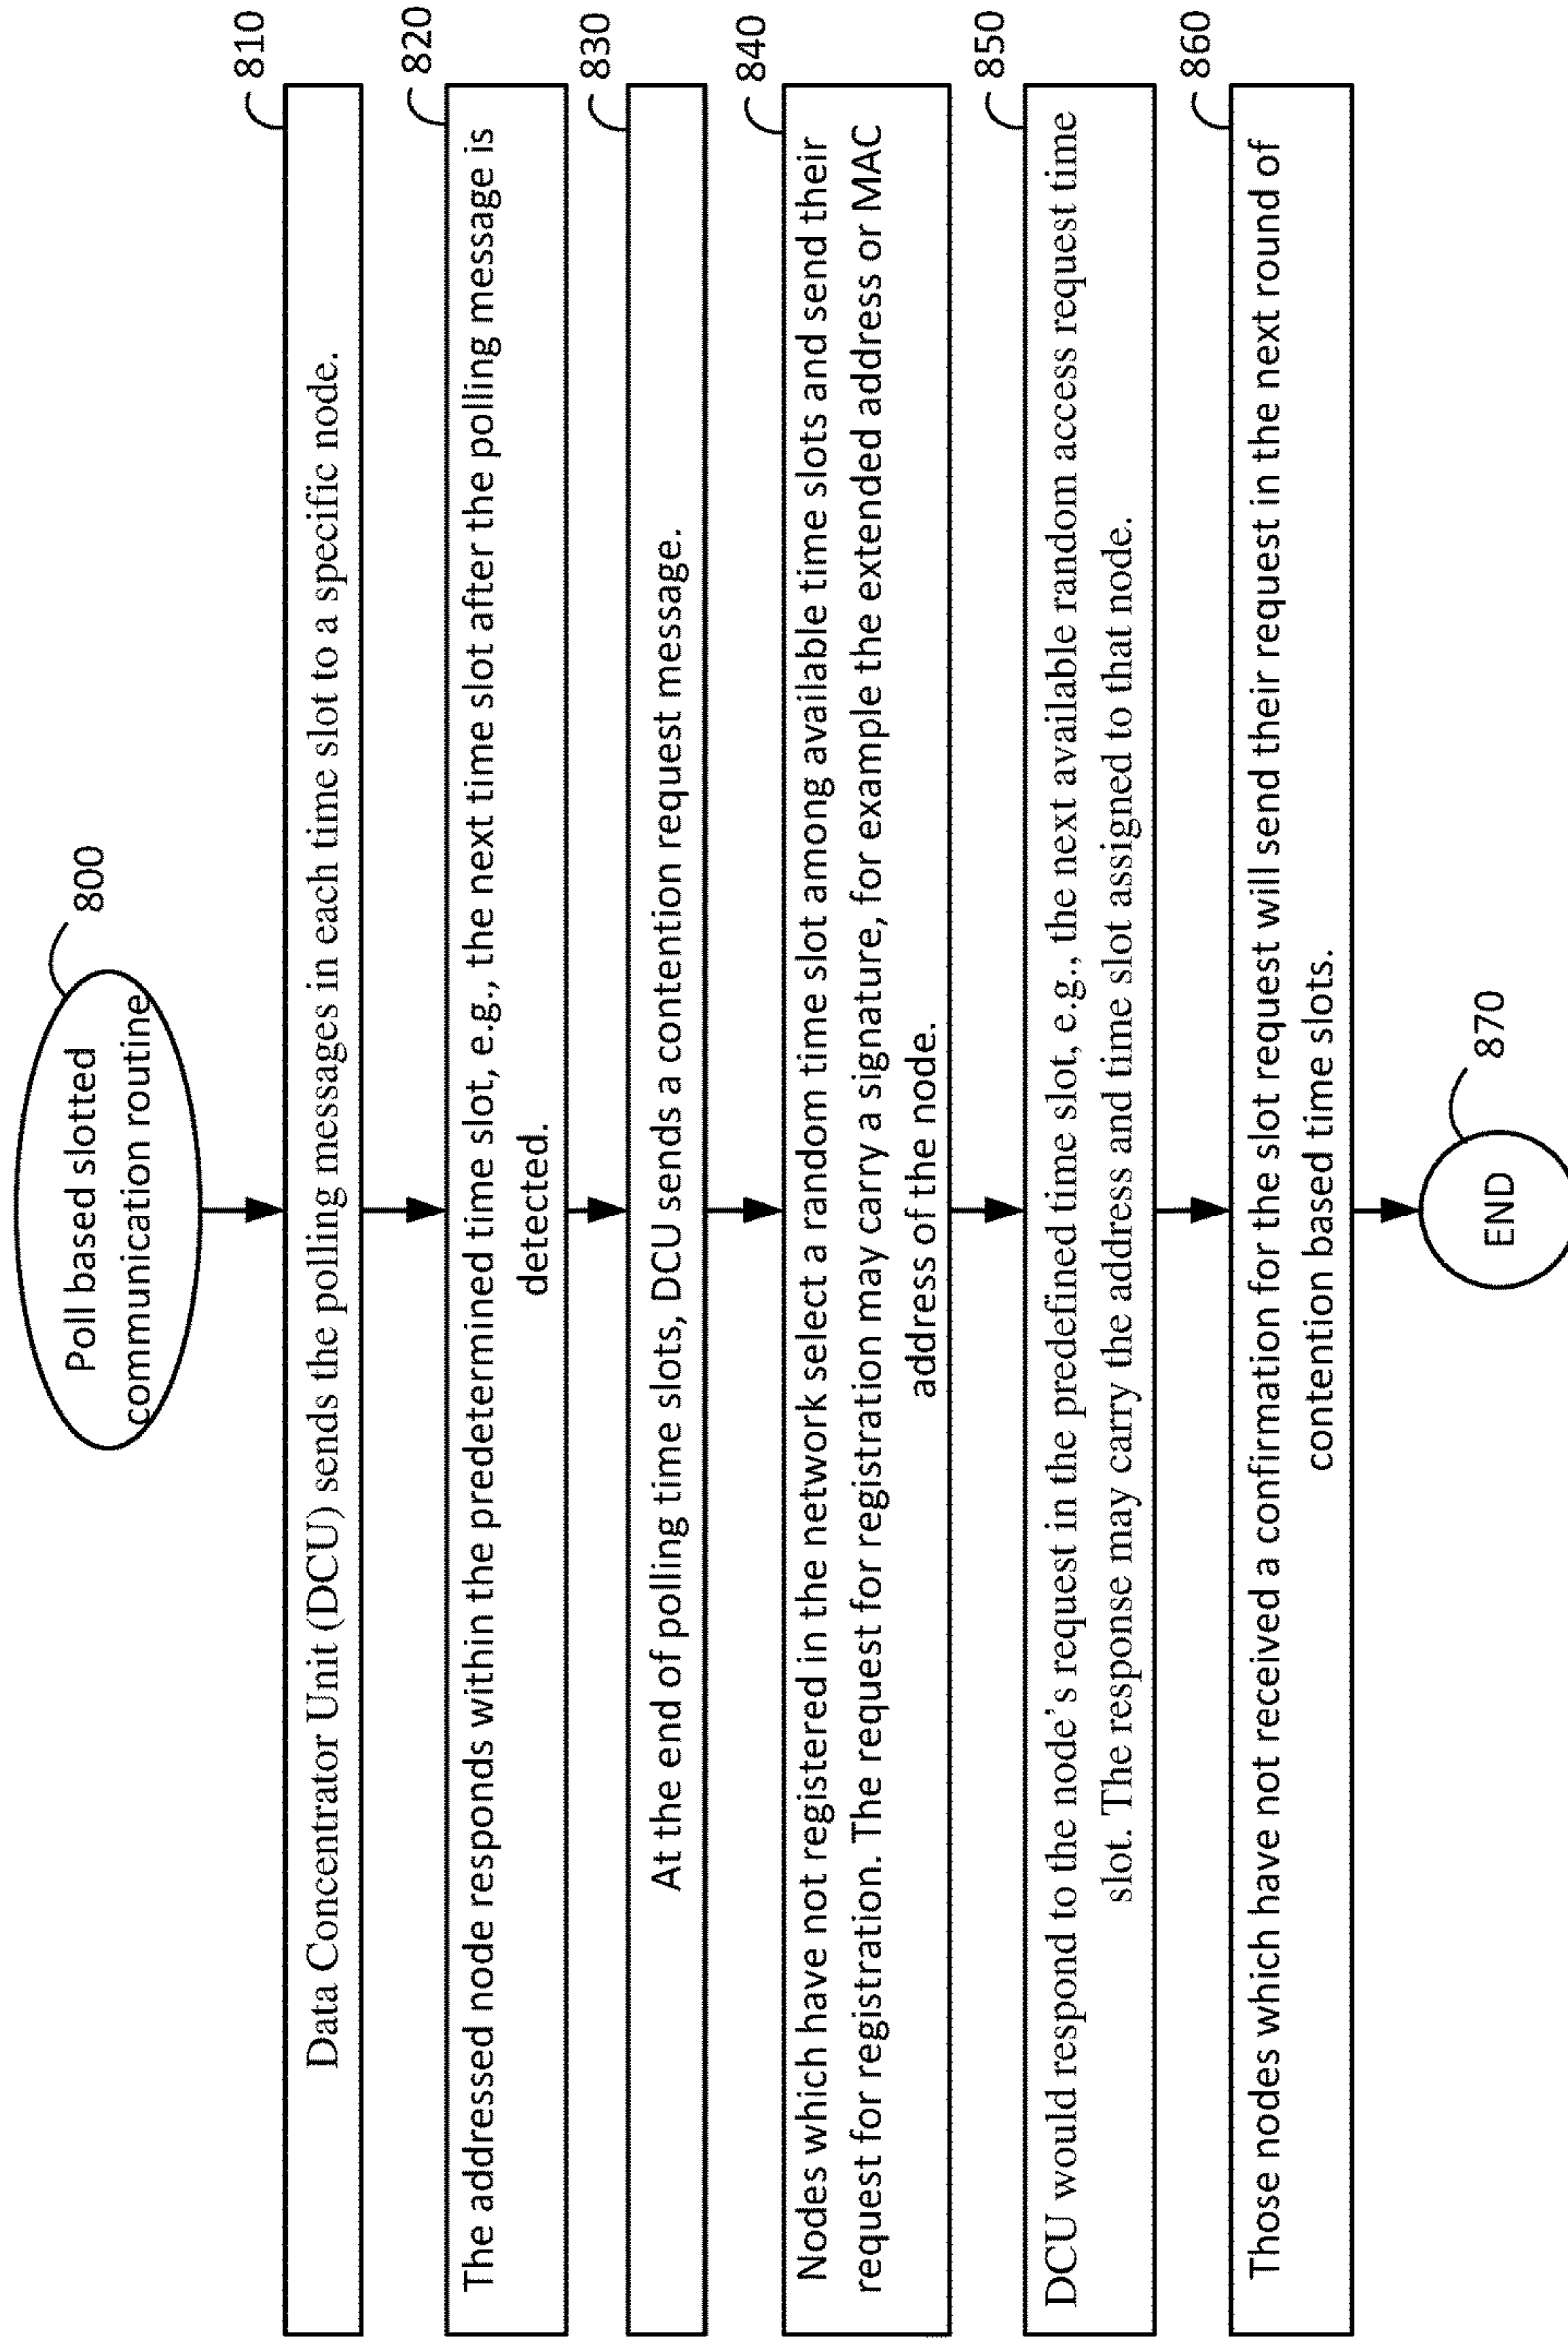 Poll based slotted
communication routine
800
810
Data Concentrator Unit (DCU) sends the polling messages in each time slot to a specific node.
820
The addressed node responds within the predetermined time slot, e.g., the next time slot after the polling message is
detected.
830
At the end of polling time slots, DCU sends a contention request message.
840
Nodes which have not registered in the network select a random time slot among available time slots and send their
request for registration. The request for registration may carry a signature, for example the extended address or MAC
address of the node.
850
DCU would respond to the node's request in the predefined time slot, e.g., the next available random access request time
slot. The response may carry the address and time slot assigned to that node.
860
Those nodes which have not received a confirmation for the slot request will send their request in the next round of
contention based time slots.
870
END